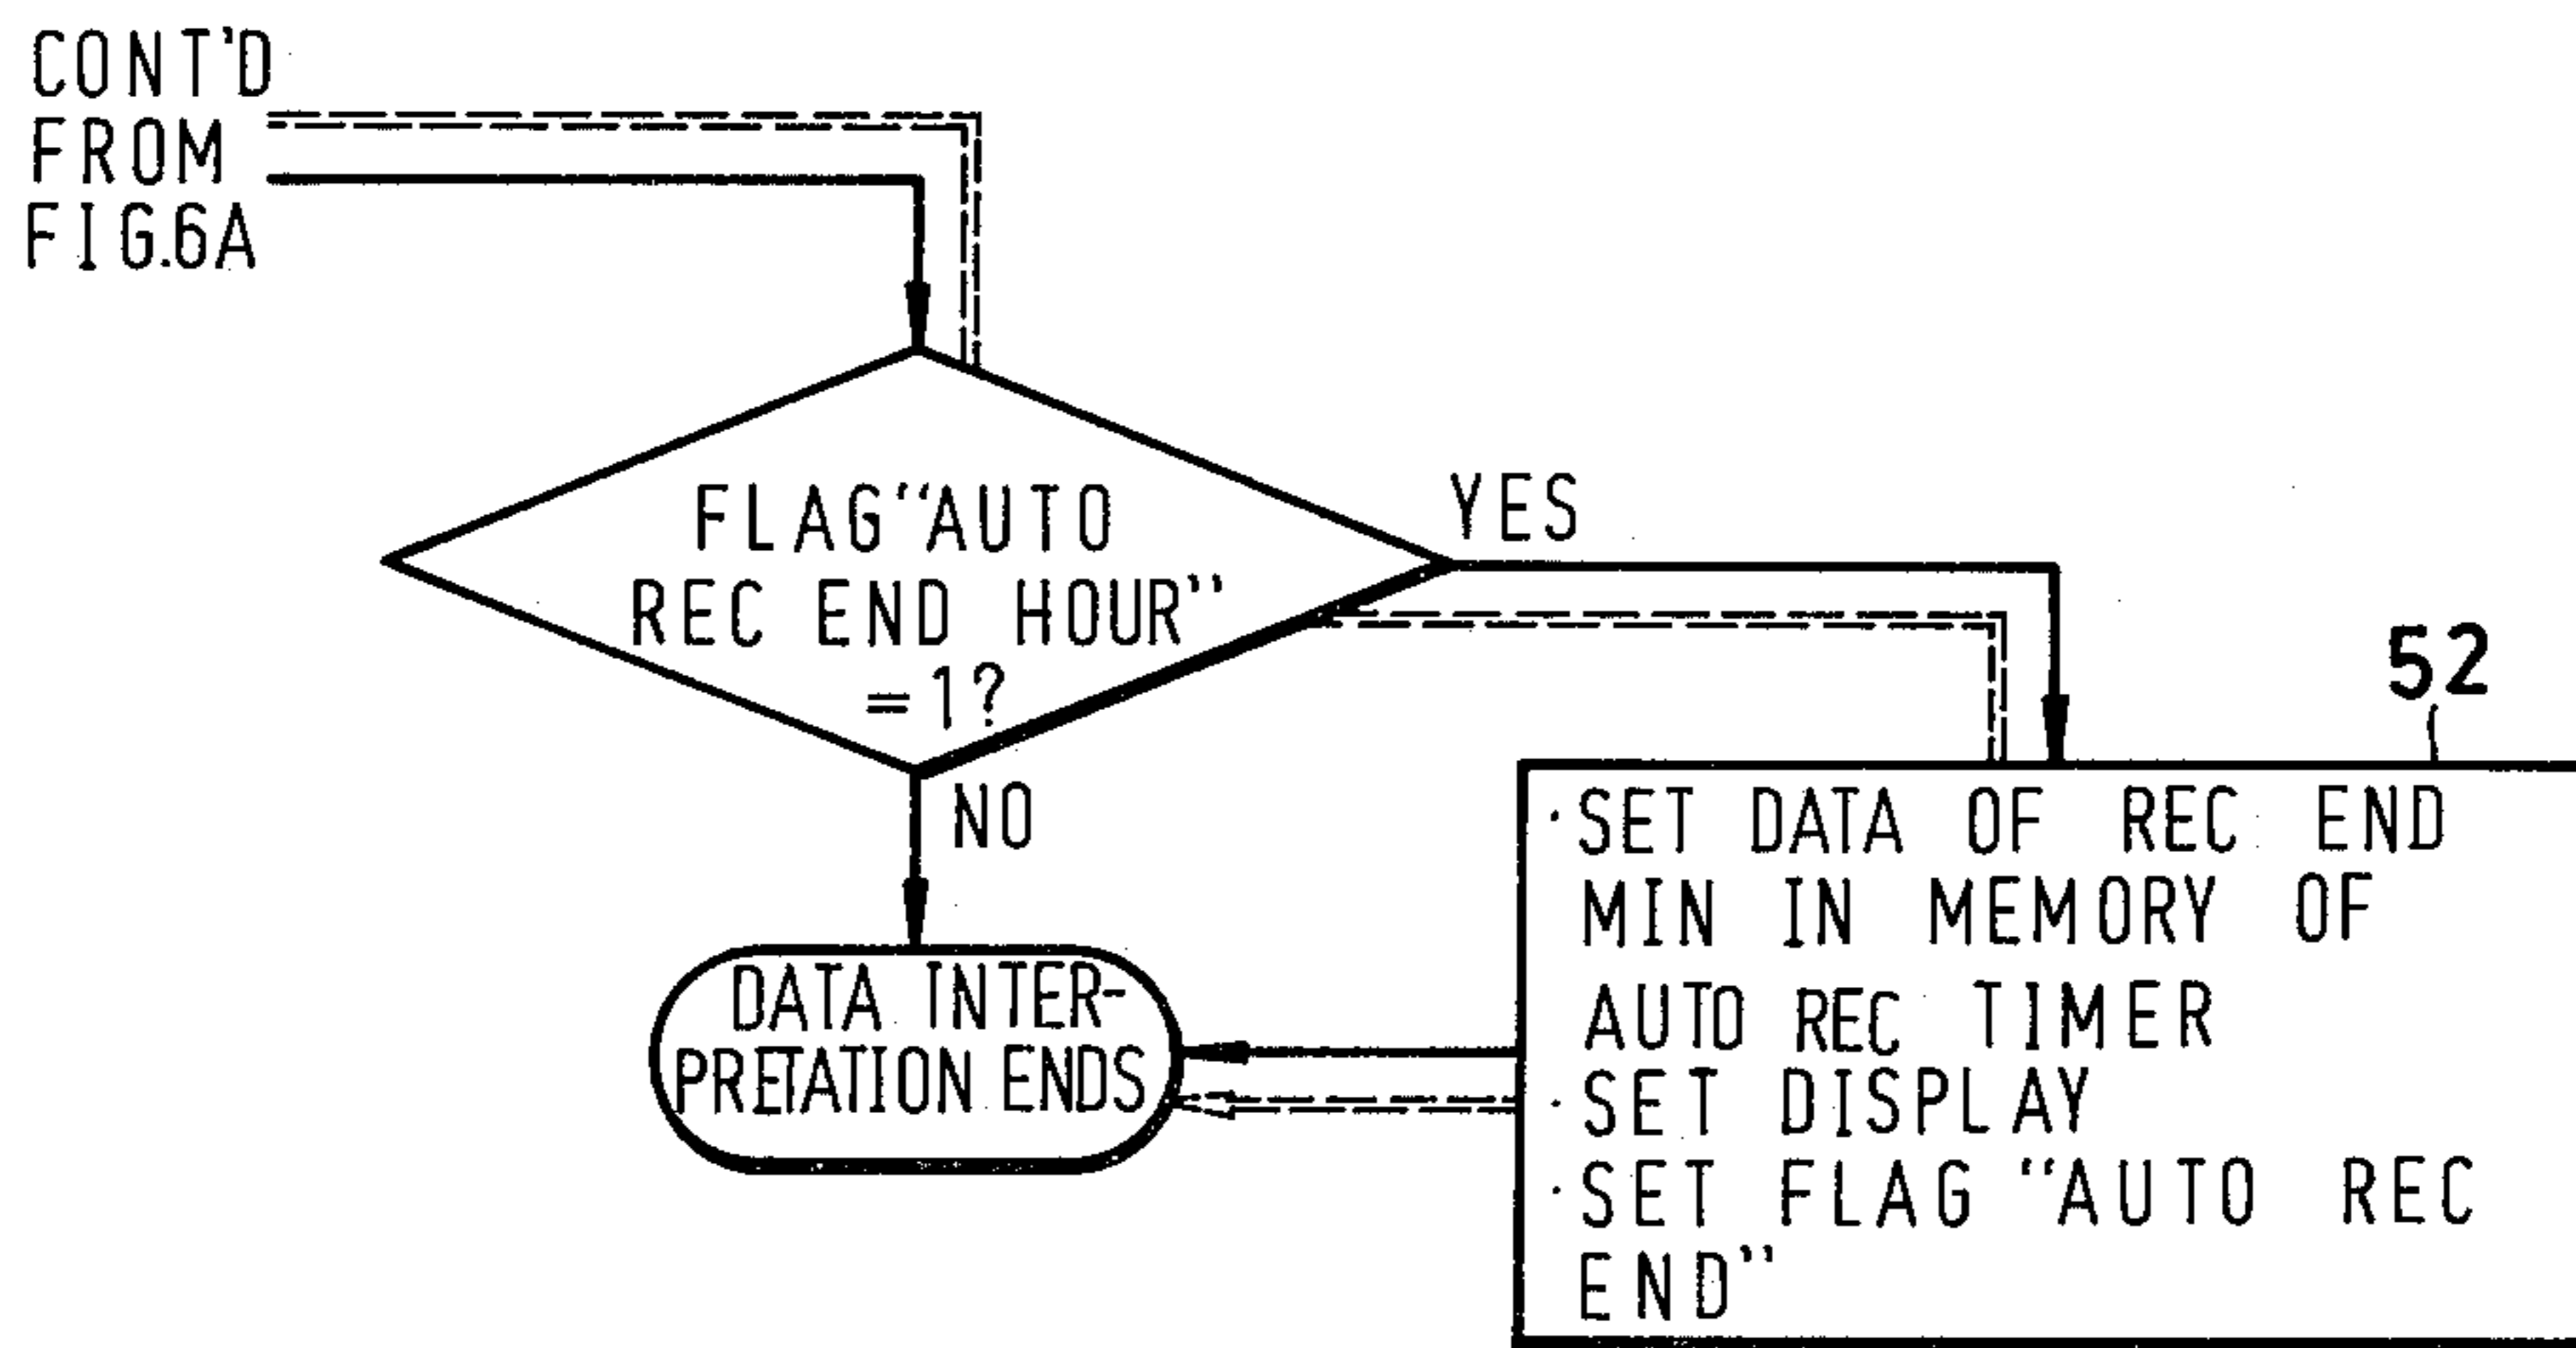 CONT'D
FROM
FIG.6A
FLAG"AUTO
REC END HOUR"
=1?
YES
NO
52
·SET DATA OF REC END
MIN IN MEMORY OF
AUTO REC TIMER
·SET DISPLAY
·SET FLAG "AUTO REC
END"
DATA INTER-
PRETATION ENDS